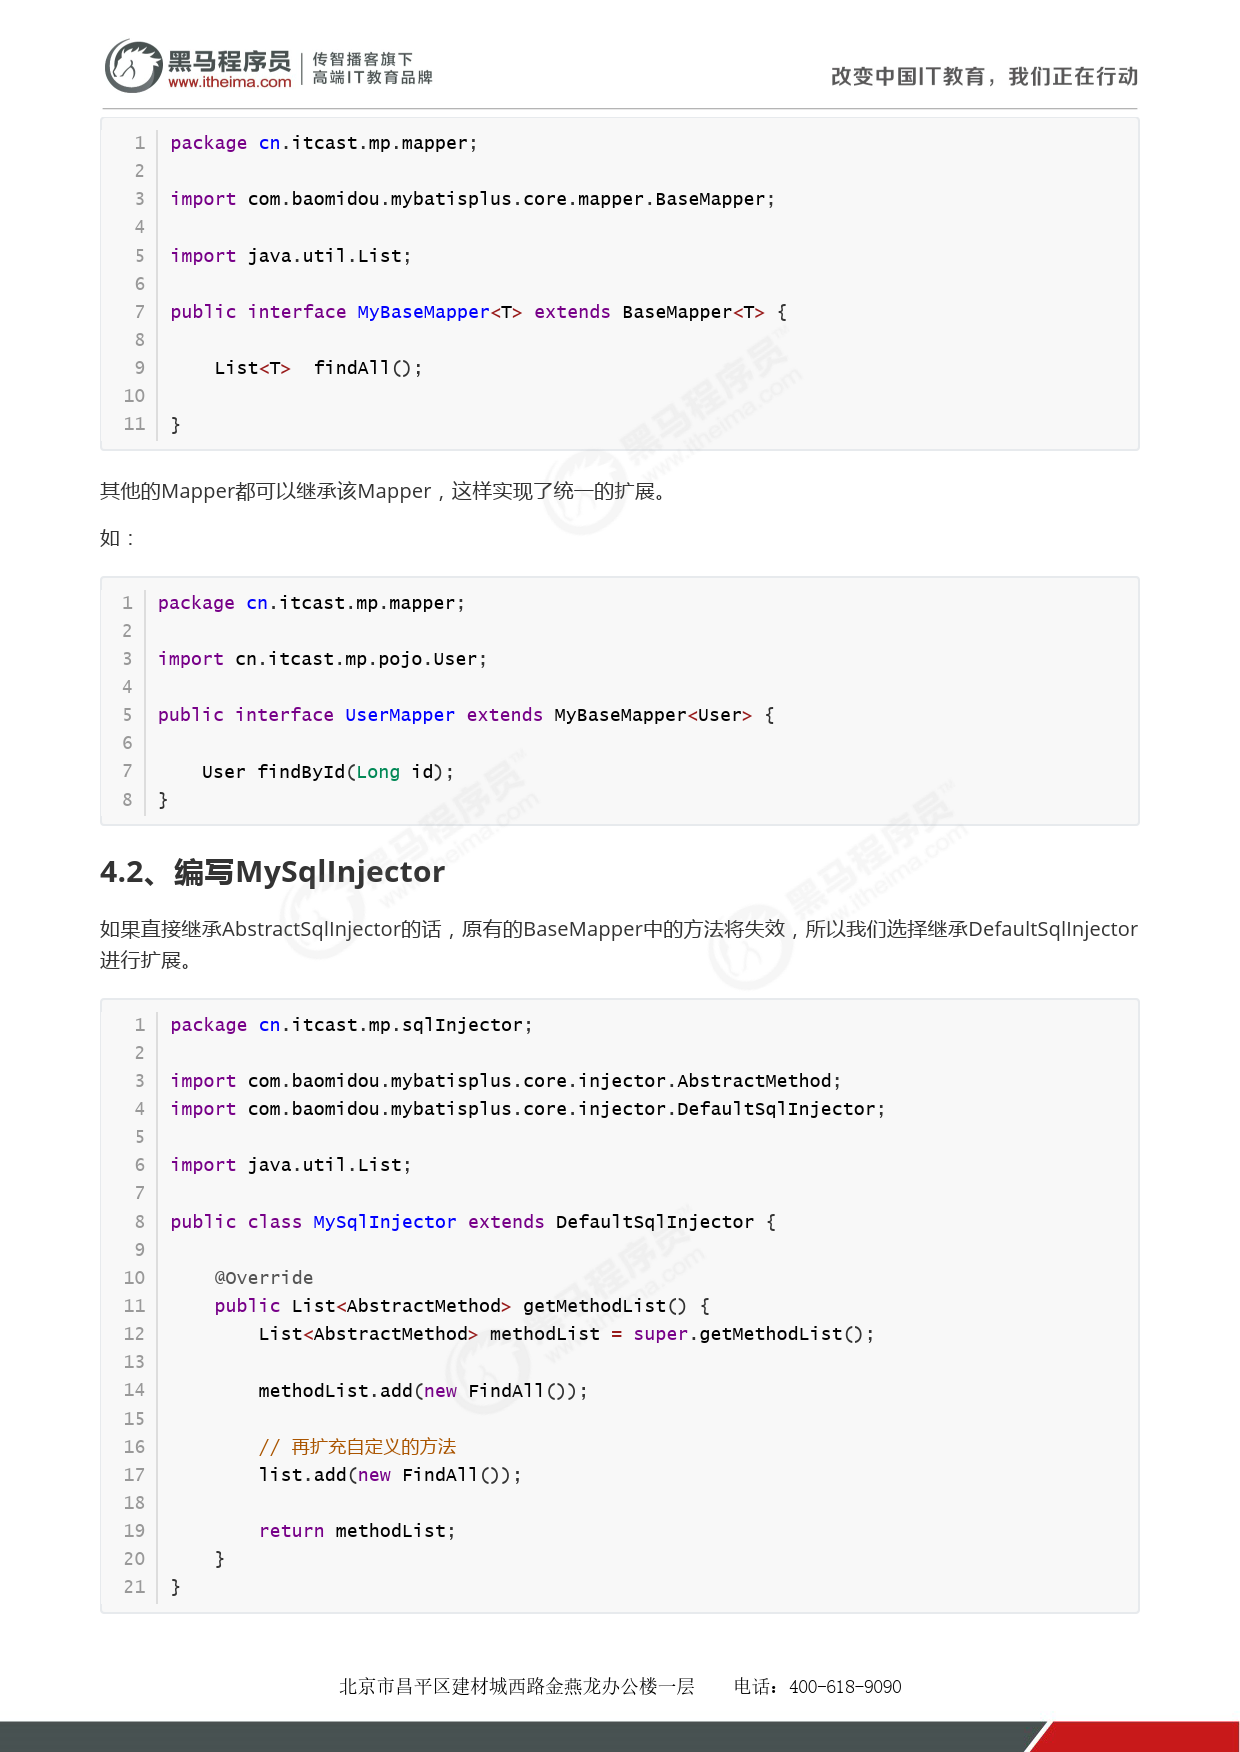 黑马程序员
www.itheima.com
传智播客旗下
高端IT教育品牌
改变中国IT教育，我们正在行动
1 package cn.itcast.mp.mapper;
2
3 import com.baomidou.mybatisplus.core.mapper.BaseMapper;
4
5 import java.util.List;
6
7 public interface MyBaseMapper<T> extends BaseMapper<T> {
8
9     List<T>  findAll();
10
11 }
其他的Mapper都可以继承该Mapper，这样实现了统一的扩展。
如：
1 package cn.itcast.mp.mapper;
2
3 import cn.itcast.mp.pojo.User;
4
5 public interface UserMapper extends MyBaseMapper<User> {
6
7     User findById(Long id);
8 }
4.2、编写MySqlInjector
如果直接继承AbstractSqlInjector的话，原有的BaseMapper中的方法将失效，所以我们选择继承DefaultSqlInjector
进行扩展。
1 package cn.itcast.mp.sqlInjector;
2
3 import com.baomidou.mybatisplus.core.injector.AbstractMethod;
4 import com.baomidou.mybatisplus.core.injector.DefaultSqlInjector;
5
6 import java.util.List;
7
8 public class MySqlInjector extends DefaultSqlInjector {
9
10     @Override
11     public List<AbstractMethod> getMethodList() {
12         List<AbstractMethod> methodList = super.getMethodList();
13
14         methodList.add(new FindAll());
15
16         // 再扩充自定义的方法
17         list.add(new FindAll());
18
19         return methodList;
20     }
21 }
北京市昌平区建材城西路金燕龙办公楼一层 电话：400-618-9090